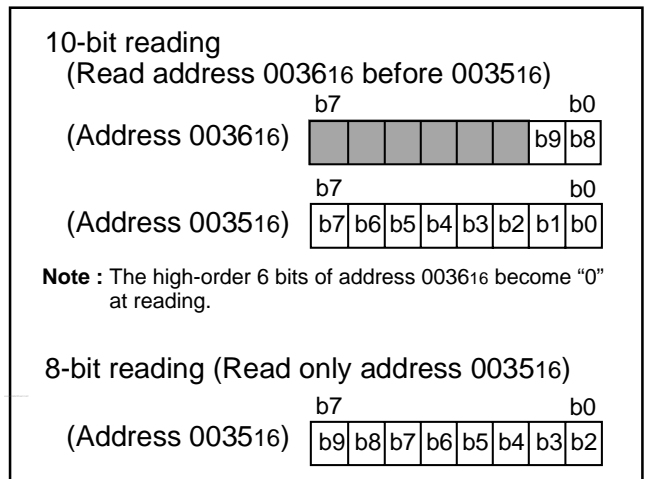 10-bit reading
(Read address 003616 before 003516)
b7 b0
(Address 003616) b9 b8
b7 b0
(Address 003516) b7 b6 b5 b4 b3 b2 b1 b0
Note : The high-order 6 bits of address 003616 become “0”
at reading.
8-bit reading (Read only address 003516)
b7 b0
(Address 003516) b9 b8 b7 b6 b5 b4 b3 b2